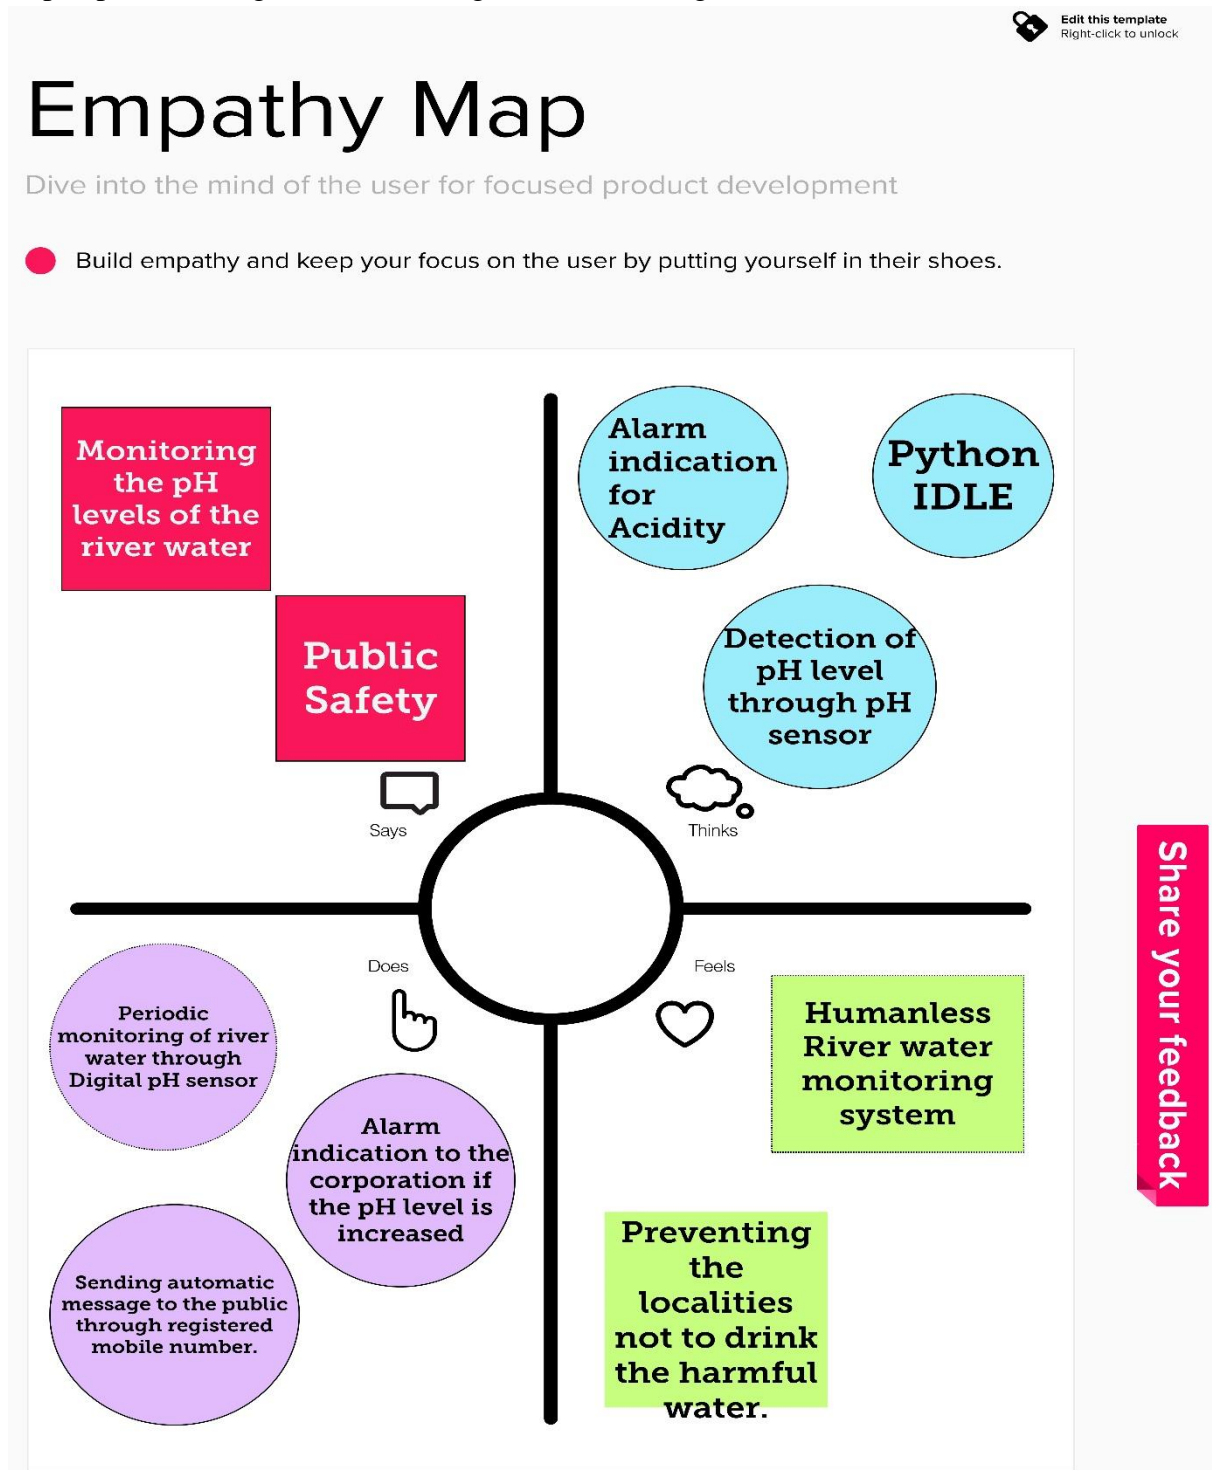 Edit this template
Right-click to unlock
Empathy Map
Dive into the mind of the user for focused product development
Build empathy and keep your focus on the user by putting yourself in their shoes.
Monitoring
the pH
levels of the
river water
Public
Safety
Says
Alarm
indication
for
Acidity
Python
IDLE
Detection of
pH level
through pH
sensor
Thinks
Does
Periodic
monitoring of river
water through
Digital pH sensor
Alarm
indication to the
corporation if
the pH level is
increased
Sending automatic
message to the public
through registered
mobile number.
Feels
Humanless
River water
monitoring
system
Preventing
the
localities
not to drink
the harmful
water.
Share your feedback